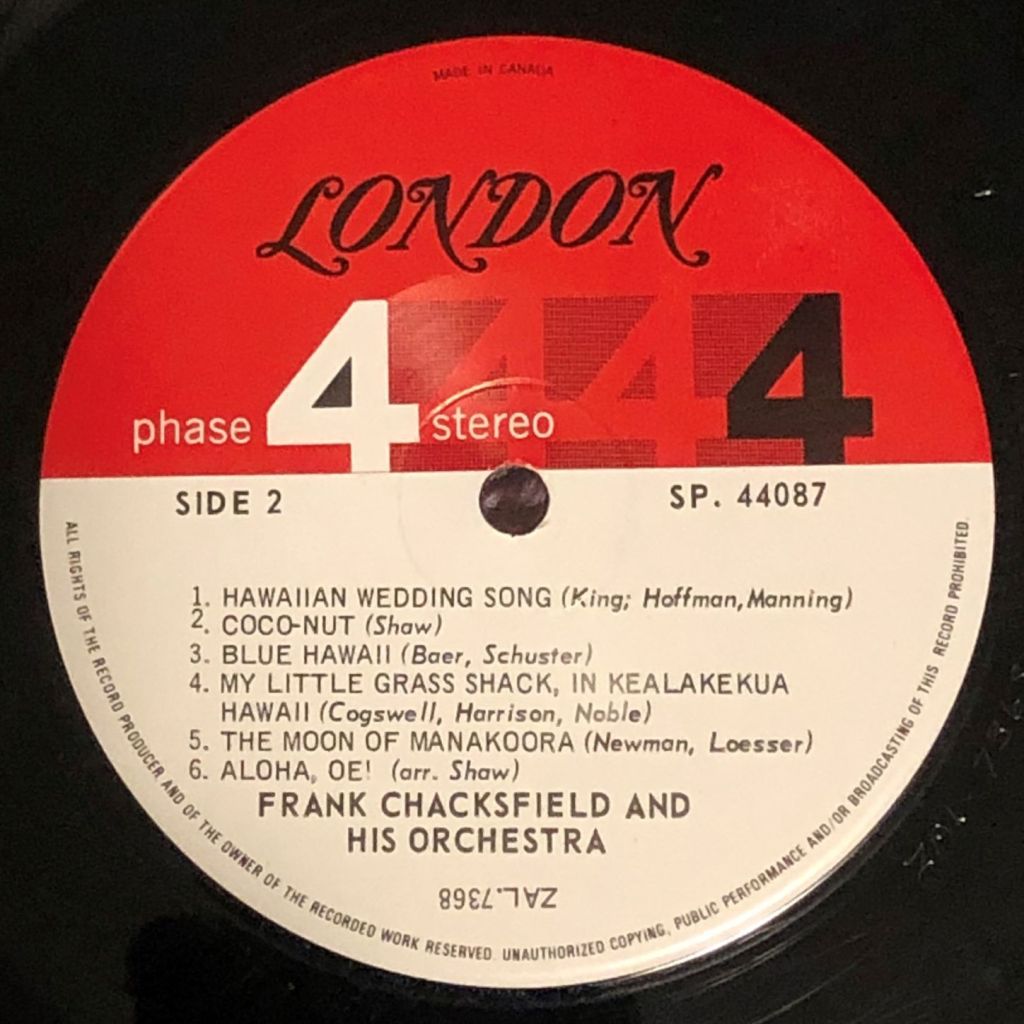 MADE IN CANADA
LONDON
phase 4 stereo 4 4 4
SIDE 2
SP. 44087
1. HAWAIIAN WEDDING SONG (King; Hoffman, Manning)
2. COCO-NUT (Shaw)
3. BLUE HAWAII (Baer, Schuster)
4. MY LITTLE GRASS SHACK, IN KEALAKEKUA
HAWAII (Cogswell, Harrison, Noble)
5. THE MOON OF MANAKOORA (Newman, Loesser)
6. ALOHA, OE! (arr. Shaw)
FRANK CHACKSFIELD AND
HIS ORCHESTRA
ZAL.7368
ALL RIGHTS OF THE RECORD PRODUCER AND OF THE OWNER OF THE RECORDED WORK RESERVED. UNAUTHORIZED COPYING, PUBLIC PERFORMANCE AND/OR BROADCASTING OF THIS RECORD PROHIBITED.